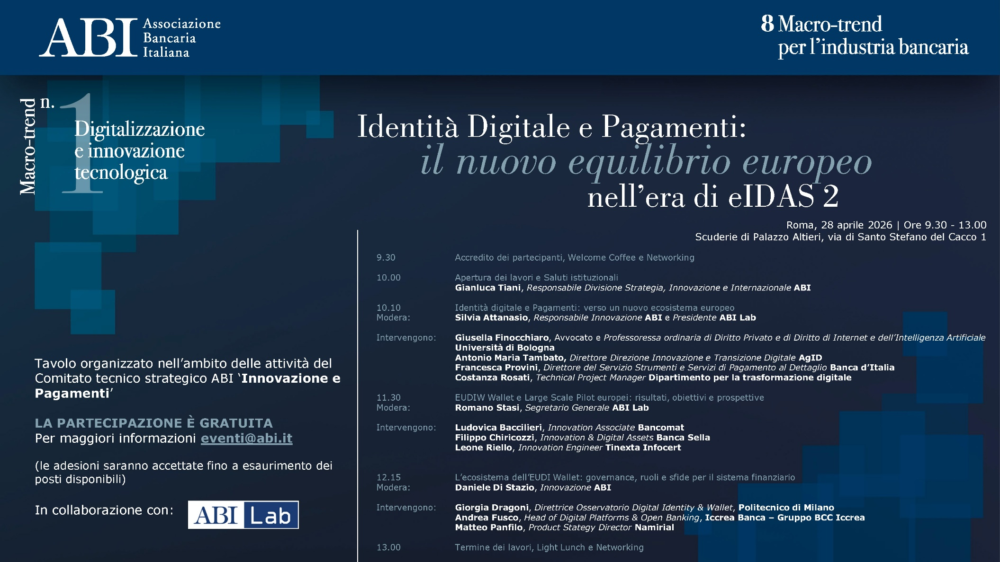 ABI Associazione
Bancaria
Italiana
8 Macro-trend
per l'industria bancaria
Macro-trend n. 1
Digitalizzazione
e innovazione
tecnologica
Identità Digitale e Pagamenti:
il nuovo equilibrio europeo
nell'era di eIDAS 2
Roma, 28 aprile 2026 | Ore 9.30 - 13.00
Scuderie di Palazzo Altieri, via di Santo Stefano del Cacco 1
Tavolo organizzato nell'ambito delle attività del
Comitato tecnico strategico ABI 'Innovazione e
Pagamenti'
LA PARTECIPAZIONE È GRATUITA
Per maggiori informazioni eventi@abi.it
(le adesioni saranno accettate fino a esaurimento dei
posti disponibili)
In collaborazione con: ABI Lab
9.30 Accredito dei partecipanti, Welcome Coffee e Networking
10.00 Apertura dei lavori e Saluti istituzionali
Gianluca Tiani, Responsabile Divisione Strategia, Innovazione e Internazionale ABI
10.10 Identità digitale e Pagamenti: verso un nuovo ecosistema europeo
Modera: Silvia Attanasio, Responsabile Innovazione ABI e Presidente ABI Lab
Intervengono: Giusella Finocchiaro, Avvocato e Professoressa ordinaria di Diritto Privato e di Diritto di Internet e dell'Intelligenza Artificiale
Università di Bologna
Antonio Maria Tambato, Direttore Direzione Innovazione e Transizione Digitale AgID
Francesca Provini, Direttore del Servizio Strumenti e Servizi di Pagamento al Dettaglio Banca d'Italia
Costanza Rosati, Technical Project Manager Dipartimento per la trasformazione digitale
11.30 EUDIW Wallet e Large Scale Pilot europei: risultati, obiettivi e prospettive
Modera: Romano Stasi, Segretario Generale ABI Lab
Intervengono: Ludovica Baccilieri, Innovation Associate Bancomat
Filippo Chiricozzi, Innovation & Digital Assets Banca Sella
Leone Riello, Innovation Engineer Tinexta Infocert
12.15 L'ecosistema dell'EUDI Wallet: governance, ruoli e sfide per il sistema finanziario
Modera: Daniele Di Stazio, Innovazione ABI
Intervengono: Giorgia Dragoni, Direttrice Osservatorio Digital Identity & Wallet, Politecnico di Milano
Andrea Fusco, Head of Digital Platforms & Open Banking, Iccrea Banca – Gruppo BCC Iccrea
Matteo Panfilo, Product Stategy Director Namirial
13.00 Termine dei lavori, Light Lunch e Networking